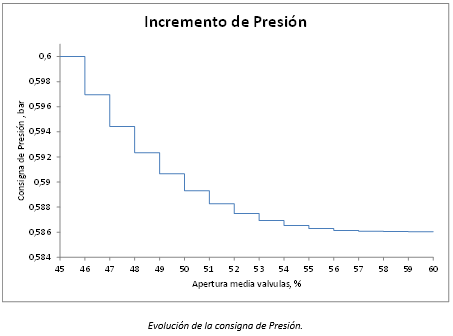 Incremento de Presión
Consigna de Presión , bar
0,6
0,598
0,596
0,594
0,592
0,59
0,588
0,586
0,584
45 46 47 48 49 50 51 52 53 54 55 56 57 58 59 60
Apertura media valvulas, %
Evolución de la consigna de Presión.